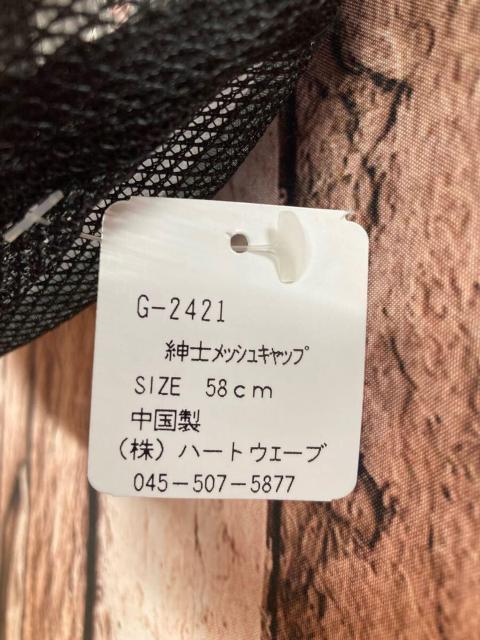 G-2421
紳士メッシュキャップ
SIZE 58cm
中国製
(株)ハートウェーブ
045-507-5877